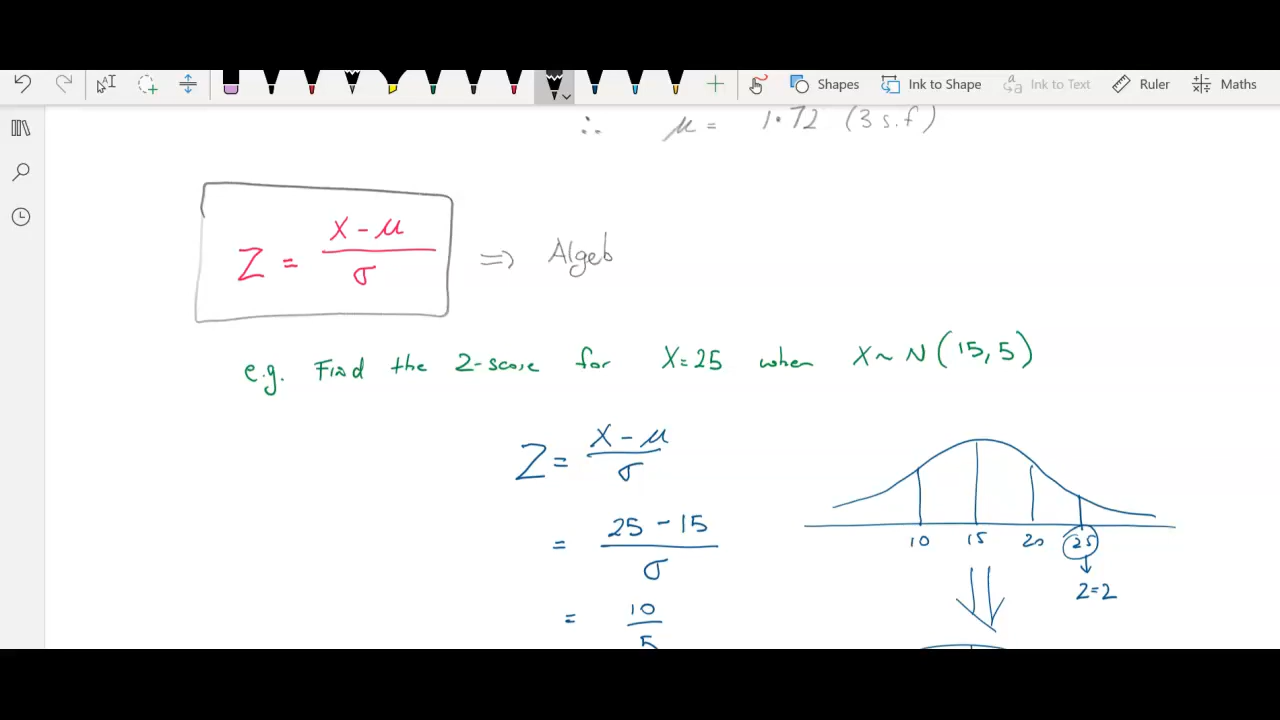 Shapes Ink to Shape Ink to Text Ruler Maths
∴ μ = 1.72 (3 s.f)
Z = (X - μ)/σ ⇒ Algeb
e.g. Find the Z-score for X=25 when X ~ N(15, 5)
Z = (X - μ)/σ
= (25 - 15)/σ
= 10/5
10 15 20 25
Z=2